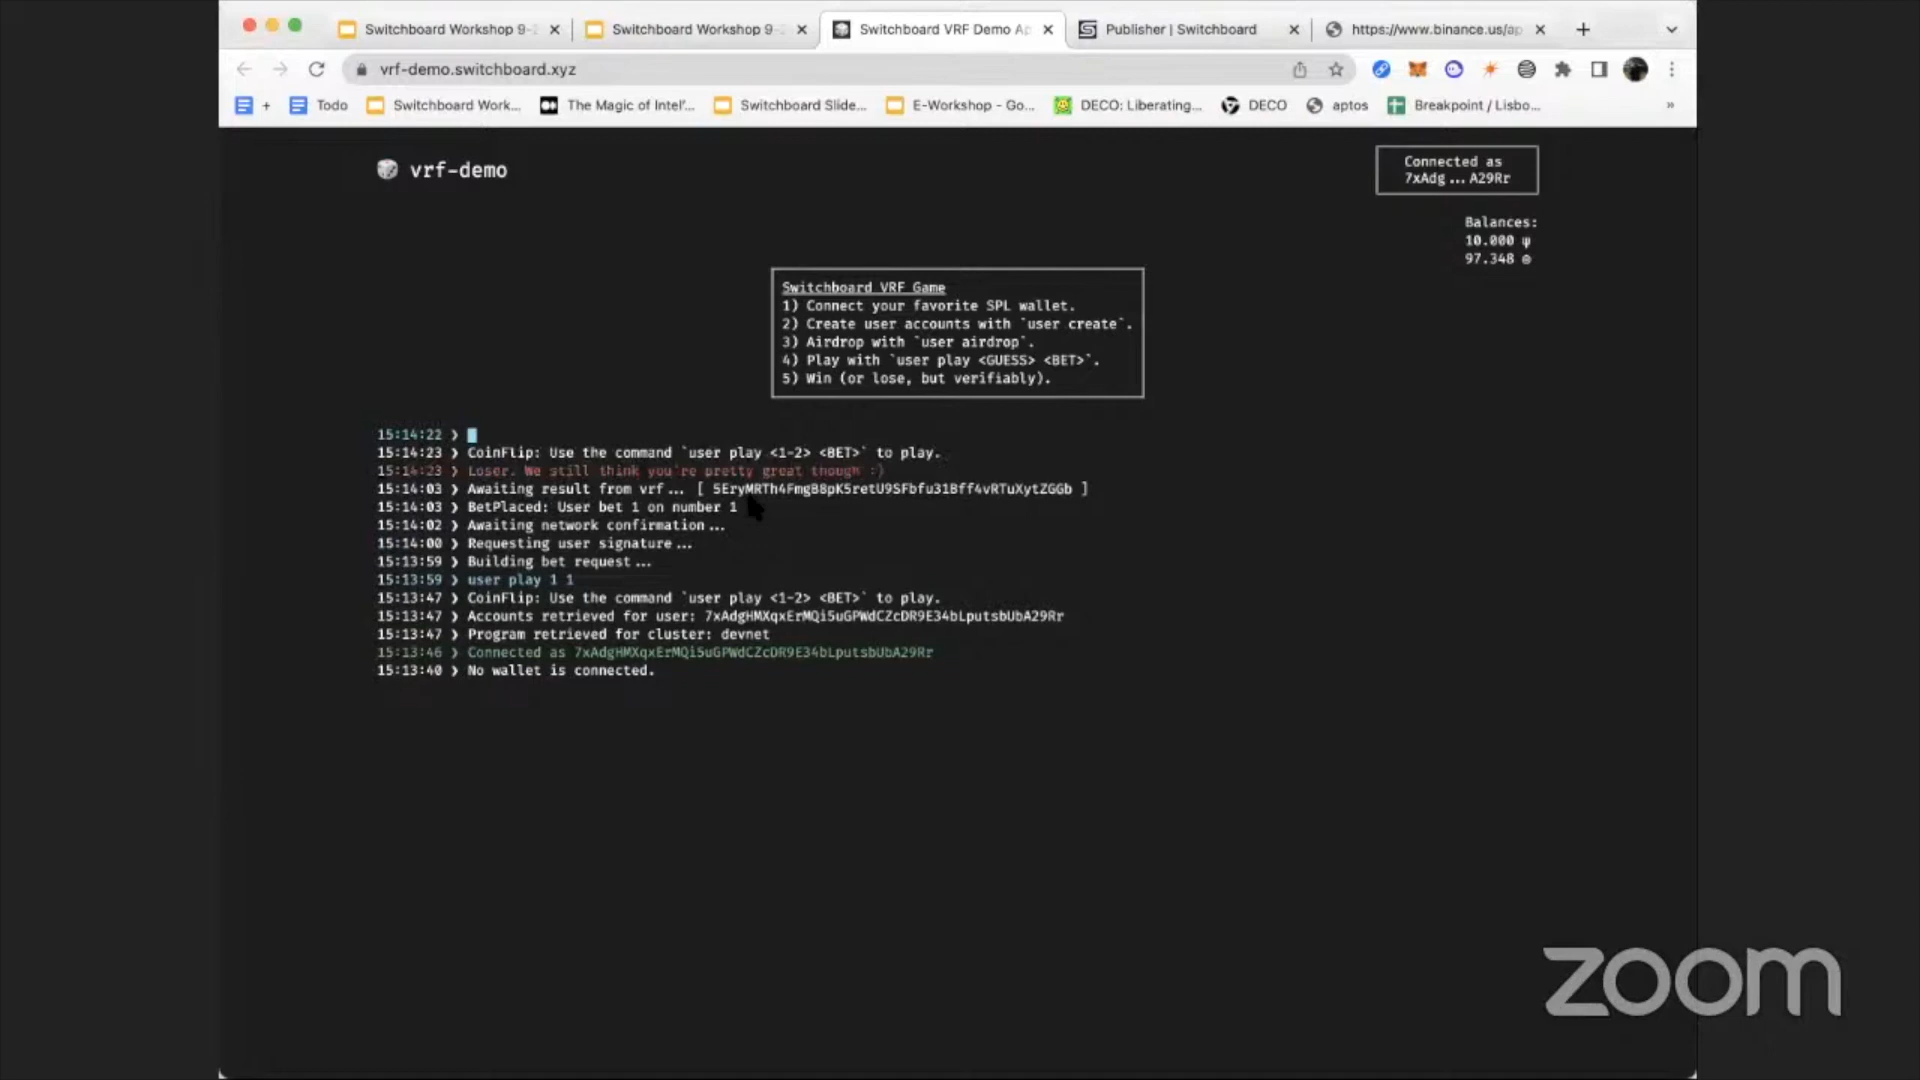 Switchboard Workshop 9-2
Switchboard Workshop 9-2
Switchboard VRF Demo Ap
Publisher | Switchboard
https://www.binance.us/ap
vrf-demo.switchboard.xyz
+
Todo
Switchboard Work...
The Magic of Intel'...
Switchboard Slide...
E-Workshop - Go...
DECO: Liberating...
DECO
aptos
Breakpoint / Lisbo...
»
vrf-demo
Connected as
7xAdg...A29Rr
Balances:
10.000 ψ
97.348 ◎
Switchboard VRF Game
1) Connect your favorite SPL wallet.
2) Create user accounts with `user create`.
3) Airdrop with `user airdrop`.
4) Play with `user play <GUESS> <BET>`.
5) Win (or lose, but verifiably).
15:14:22 ❯
15:14:23 ❯ CoinFlip: Use the command `user play <1-2> <BET>` to play.
15:14:23 ❯ Loser. We still think you're pretty great though :)
15:14:03 ❯ Awaiting result from vrf... [ 5EryMRTh4FmgB8pK5retU9SFbfu31Bff4vRTuXytZGGb ]
15:14:03 ❯ BetPlaced: User bet 1 on number 1
15:14:02 ❯ Awaiting network confirmation...
15:14:00 ❯ Requesting user signature...
15:13:59 ❯ Building bet request...
15:13:59 ❯ user play 1 1
15:13:47 ❯ CoinFlip: Use the command `user play <1-2> <BET>` to play.
15:13:47 ❯ Accounts retrieved for user: 7xAdgHMXqxErMQi5uGPWdCZcDR9E34bLputsbUbA29Rr
15:13:47 ❯ Program retrieved for cluster: devnet
15:13:46 ❯ Connected as 7xAdgHMXqxErMQi5uGPWdCZcDR9E34bLputsbUbA29Rr
15:13:40 ❯ No wallet is connected.
zoom